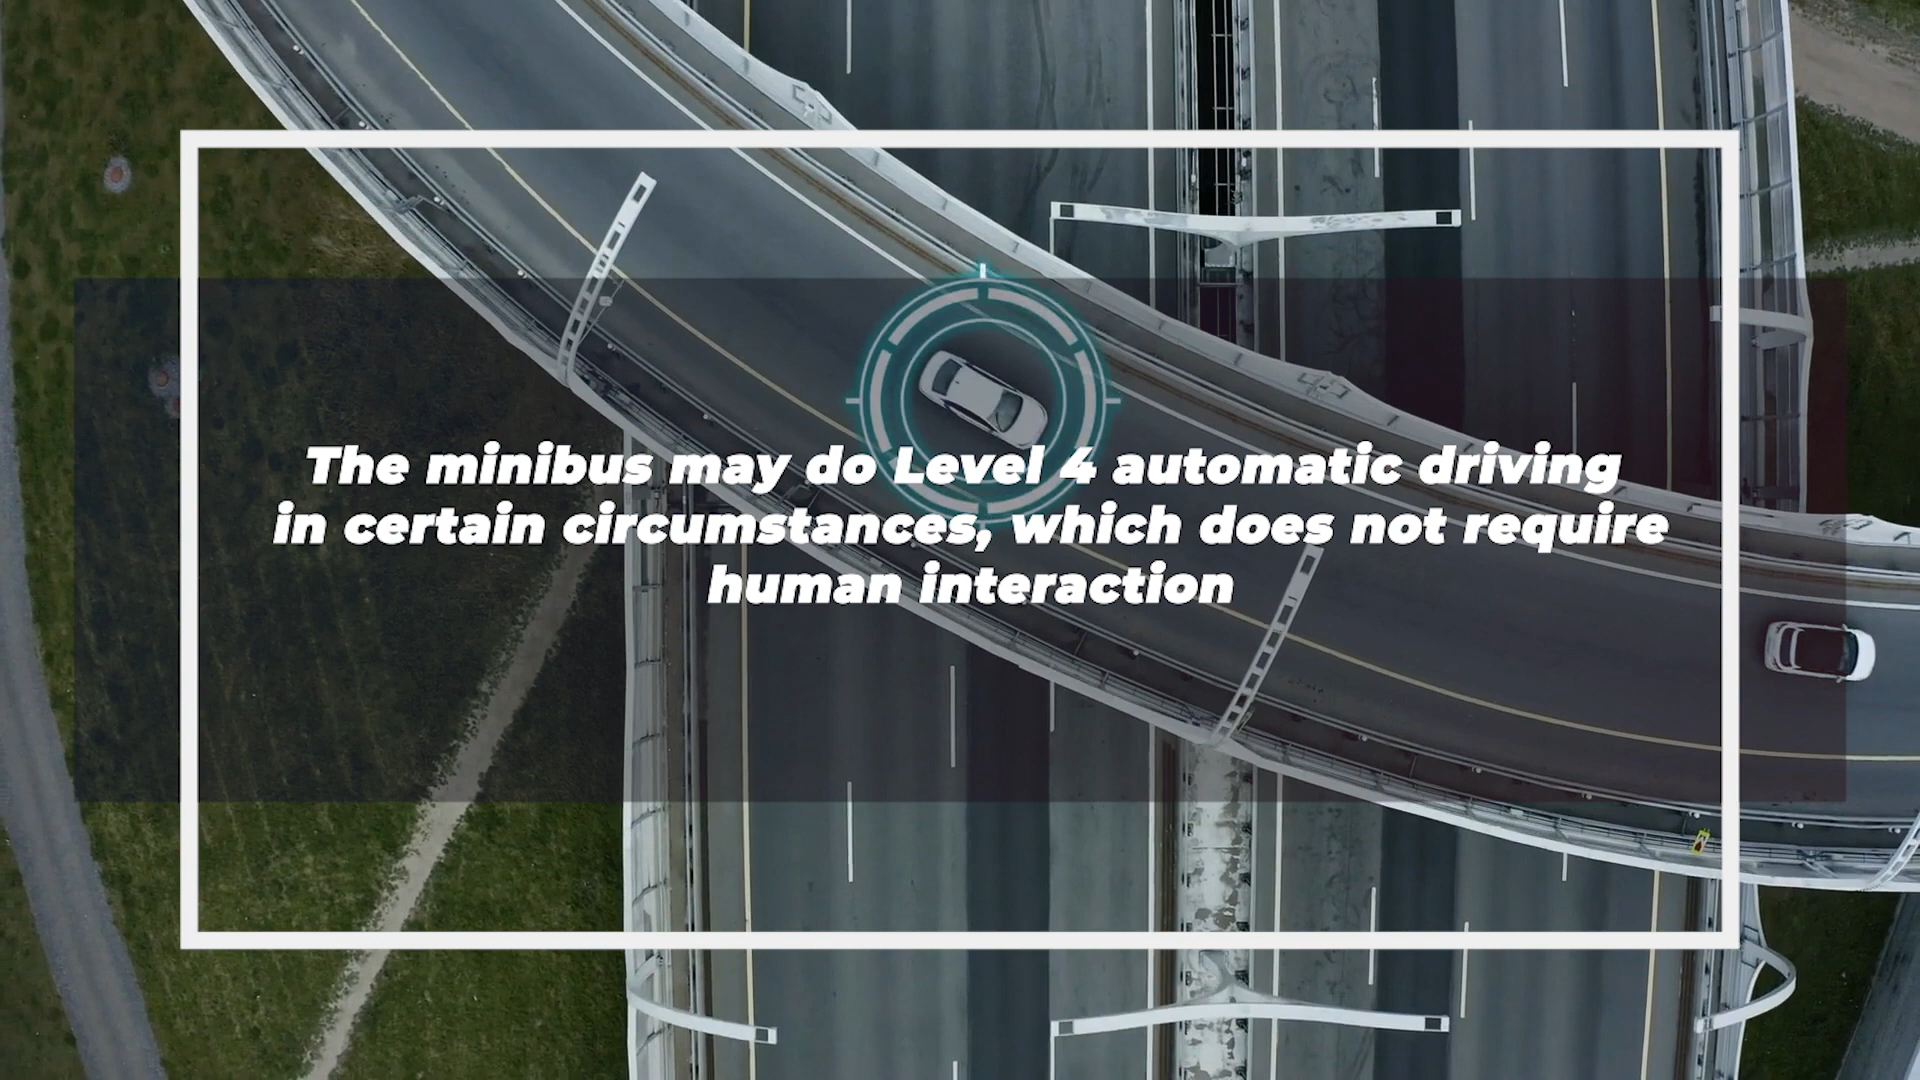 The minibus may do Level 4 automatic driving
in certain circumstances, which does not require
human interaction